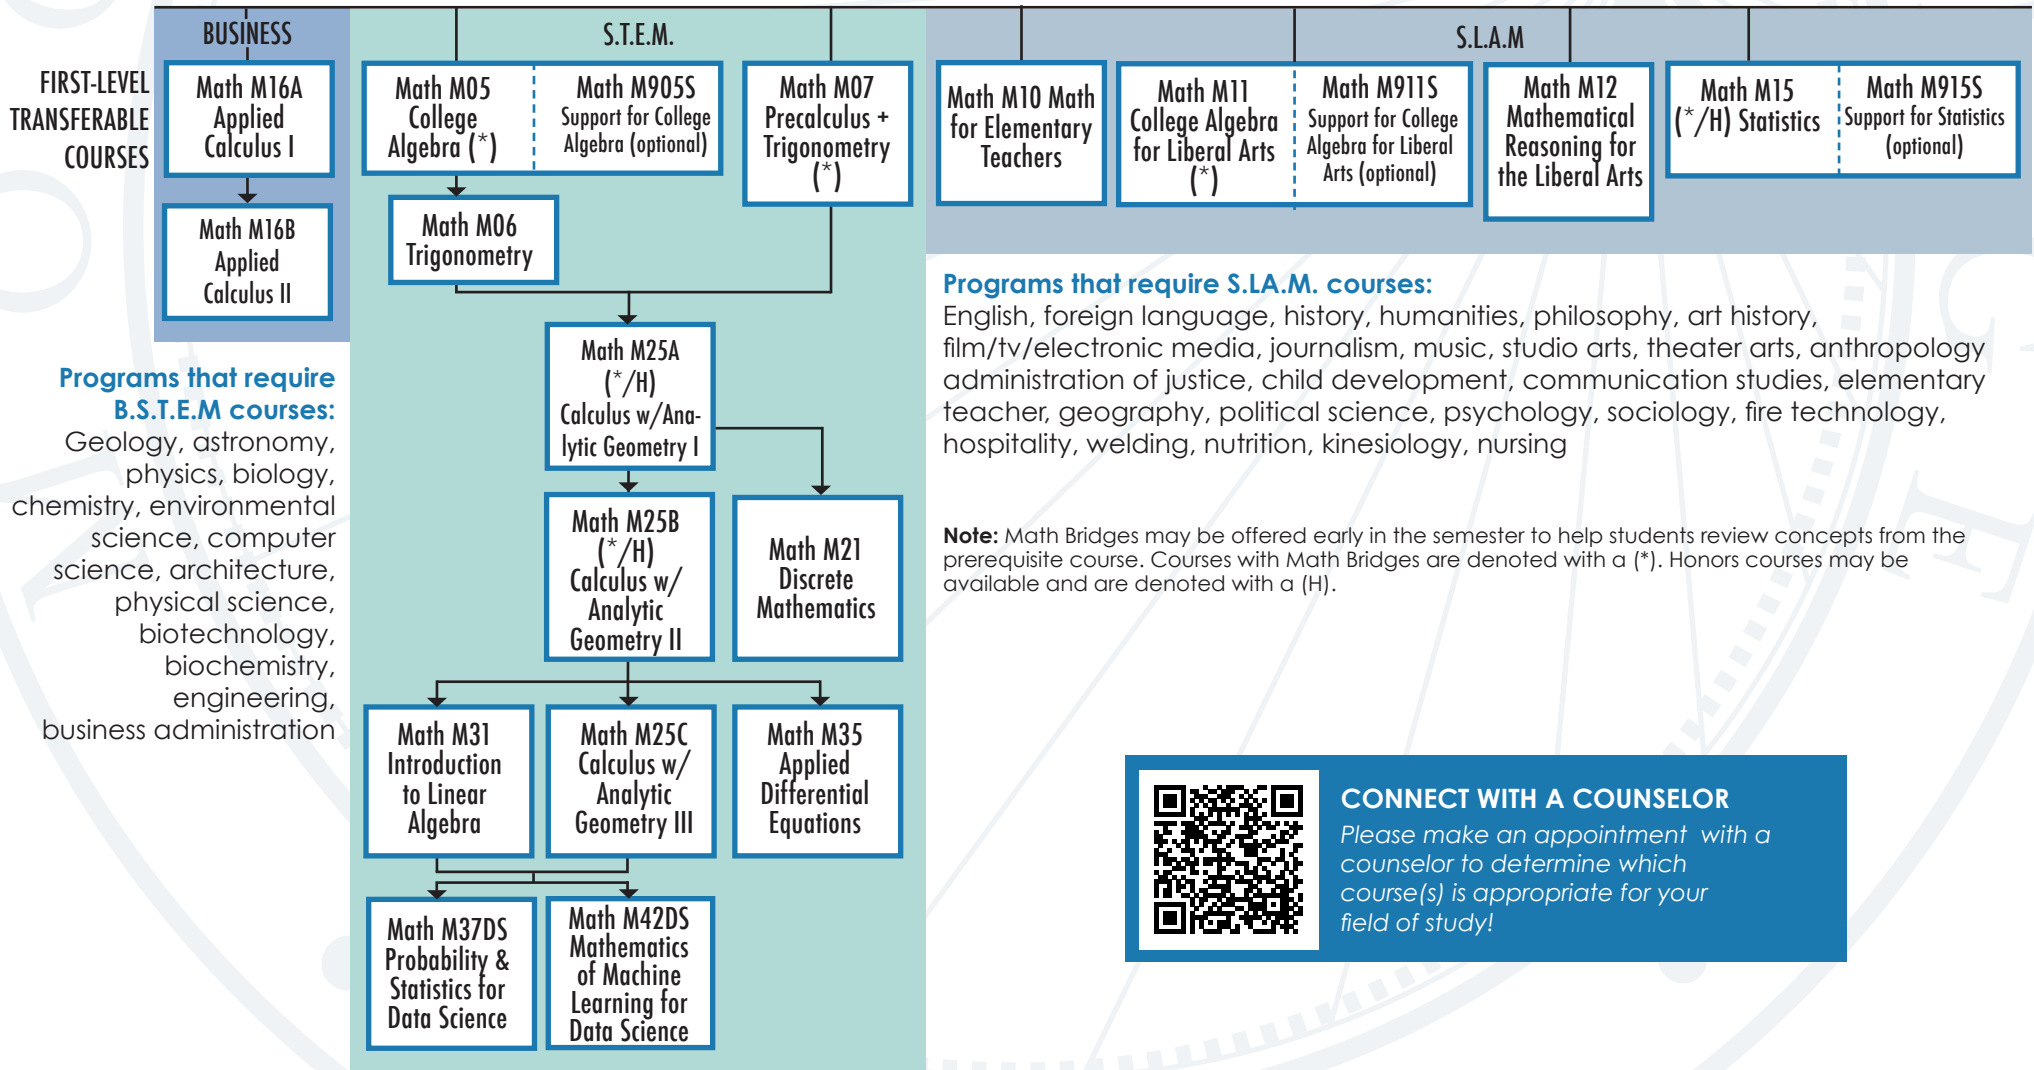 BUSINESS
S.T.E.M.
S.L.A.M
FIRST-LEVEL
TRANSFERABLE
COURSES
Math M16A
Applied
Calculus I
Math M16B
Applied
Calculus II
Math M05
College
Algebra (*)
Math M905S
Support for College
Algebra (optional)
Math M07
Precalculus +
Trigonometry
(*)
Math M06
Trigonometry
Math M10 Math
for Elementary
Teachers
Math M11
College Algebra
for Liberal Arts
(*)
Math M911S
Support for College
Algebra for Liberal
Arts (optional)
Math M12
Mathematical
Reasoning for
the Liberal Arts
Math M15
(*/H) Statistics
Math M915S
Support for Statistics
(optional)
Math M25A
(*/H)
Calculus w/Ana-
lytic Geometry I
Math M25B
(*/H)
Calculus w/
Analytic
Geometry II
Math M21
Discrete
Mathematics
Math M31
Introduction
to Linear
Algebra
Math M25C
Calculus w/
Analytic
Geometry III
Math M35
Applied
Differential
Equations
Math M37DS
Probability &
Statistics for
Data Science
Math M42DS
Mathematics
of Machine
Learning for
Data Science
Programs that require
B.S.T.E.M courses:
Geology, astronomy,
physics, biology,
chemistry, environmental
science, computer
science, architecture,
physical science,
biotechnology,
biochemistry,
engineering,
business administration
Programs that require S.LA.M. courses:
English, foreign language, history, humanities, philosophy, art history,
film/tv/electronic media, journalism, music, studio arts, theater arts, anthropology
administration of justice, child development, communication studies, elementary
teacher, geography, political science, psychology, sociology, fire technology,
hospitality, welding, nutrition, kinesiology, nursing
Note: Math Bridges may be offered early in the semester to help students review concepts from the
prerequisite course. Courses with Math Bridges are denoted with a (*). Honors courses may be
available and are denoted with a (H).
CONNECT WITH A COUNSELOR
Please make an appointment with a
counselor to determine which
course(s) is appropriate for your
field of study!